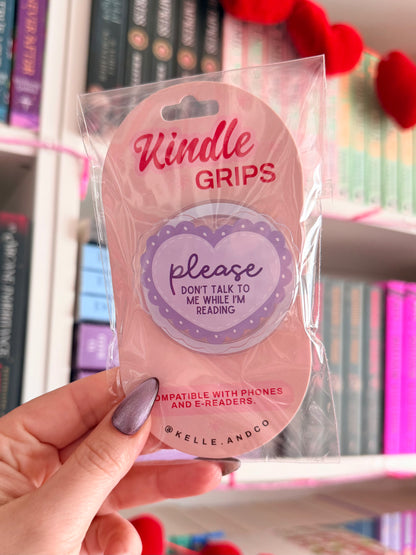 Kindle
GRIPS
please
DON'T TALK TO
ME WHILE I'M
READING
COMPATIBLE WITH PHONES
AND E-READERS.
@KELLE.ANDCO